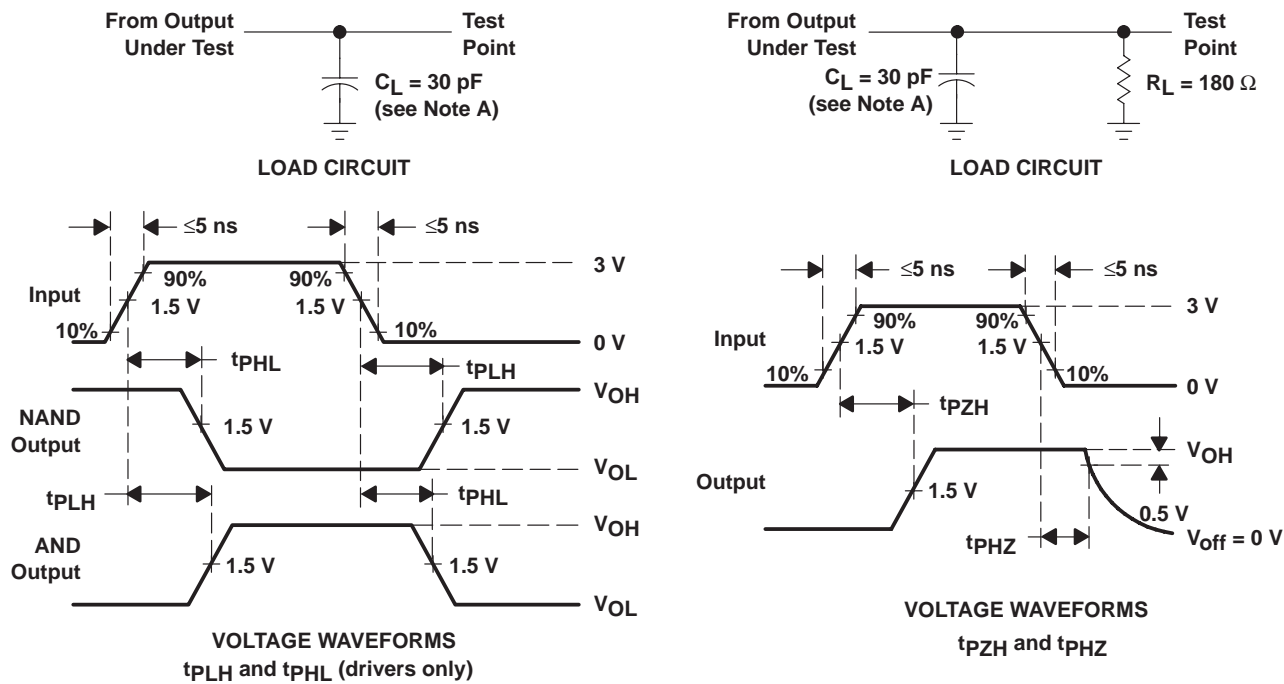 From Output
Under Test
Test
Point
CL = 30 pF
(see Note A)
LOAD CIRCUIT
≤5 ns
≤5 ns
3 V
90%
90%
Input
1.5 V
1.5 V
10%
10%
0 V
tPHL
tPLH
VOH
NAND
Output
1.5 V
1.5 V
VOL
tPLH
tPHL
VOH
AND
Output
1.5 V
1.5 V
VOL
VOLTAGE WAVEFORMS
tPLH and tPHL (drivers only)
From Output
Under Test
Test
Point
CL = 30 pF
(see Note A)
RL = 180 Ω
LOAD CIRCUIT
≤5 ns
≤5 ns
3 V
90%
90%
Input
1.5 V
1.5 V
10%
10%
0 V
tPZH
VOH
Output
1.5 V
0.5 V
tPHZ
Voff = 0 V
VOLTAGE WAVEFORMS
tPZH and tPHZ